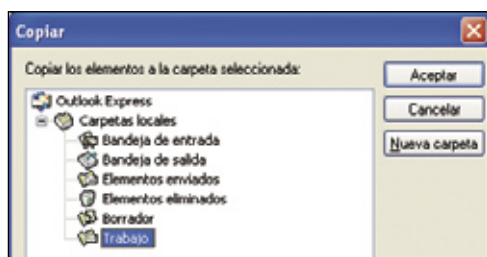 Copiar
Copiar los elementos a la carpeta seleccionada:
Aceptar
Cancelar
Nueva carpeta
Outlook Express
Carpetas locales
Bandeja de entrada
Bandeja de salida
Elementos enviados
Elementos eliminados
Borrador
Trabajo